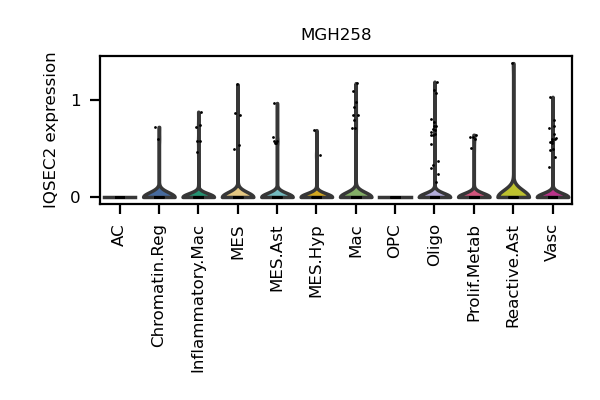 MGH258
IQSEC2 expression
1
0
AC
Chromatin.Reg
Inflammatory.Mac
MES
MES.Ast
MES.Hyp
Mac
OPC
Oligo
Prolif.Metab
Reactive.Ast
Vasc